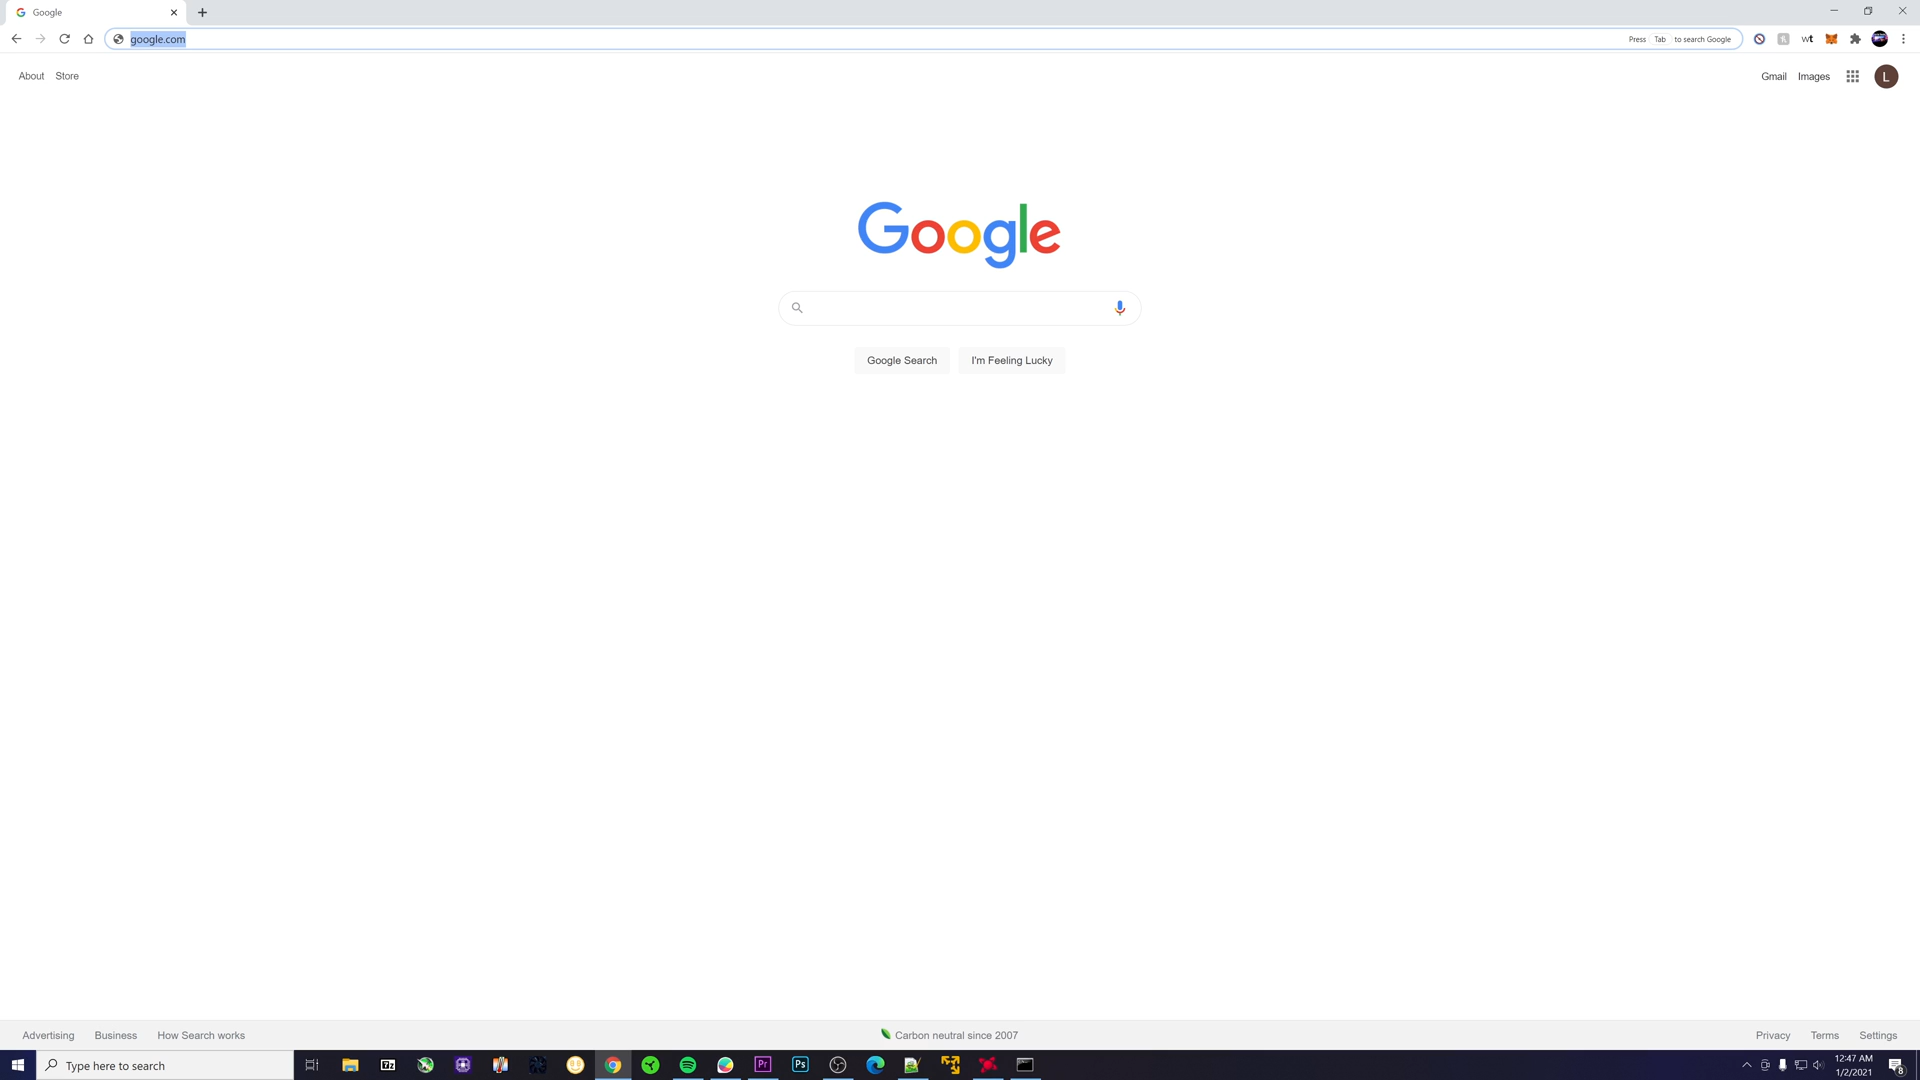 Google
google.com
Press Tab to search Google
wt
About Store
Gmail Images
L
Google
Google Search I'm Feeling Lucky
Advertising Business How Search works
Carbon neutral since 2007
Privacy Terms Settings
Type here to search
7z
Pr
Ps
12:47 AM
1/2/2021
8